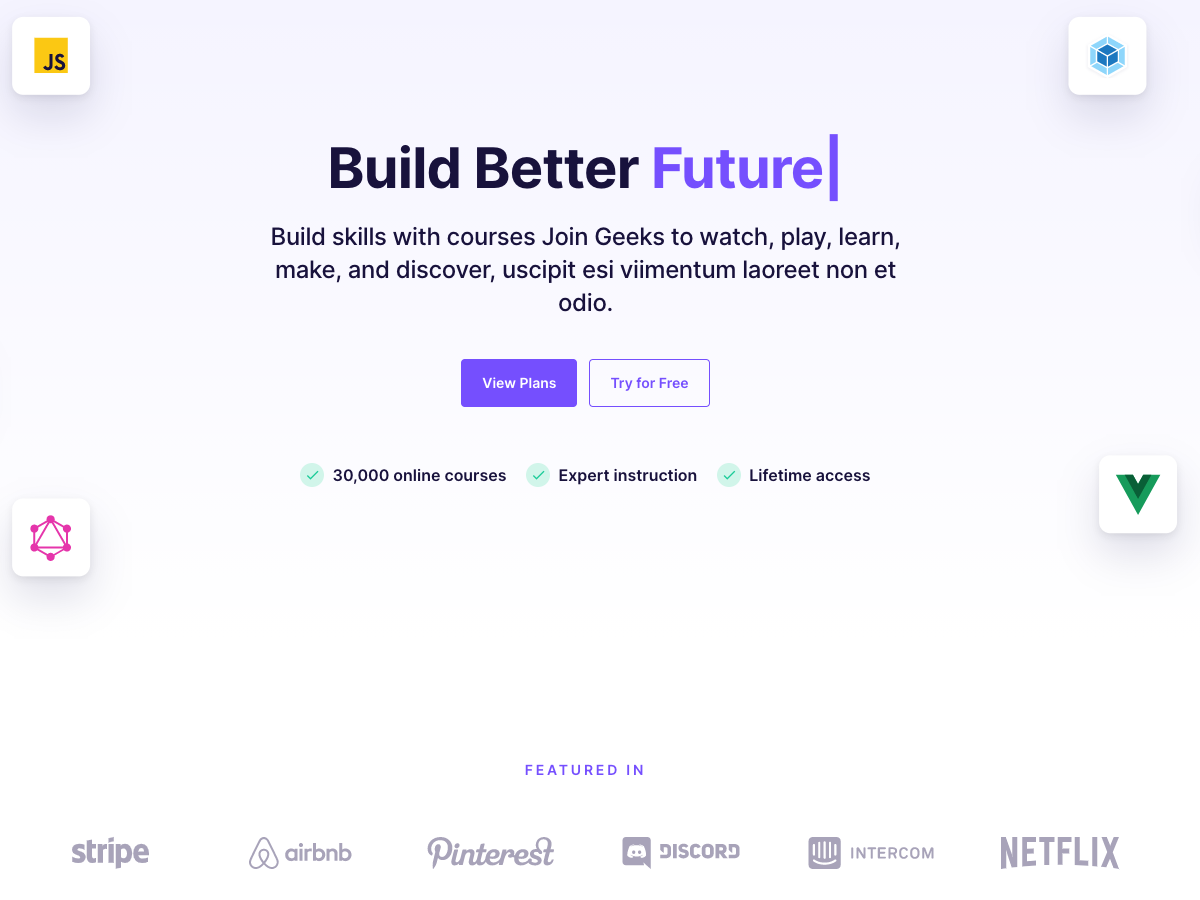 JS
Build Better Future|
Build skills with courses Join Geeks to watch, play, learn,
make, and discover, uscipit esi viimentum laoreet non et
odio.
View Plans
Try for Free
30,000 online courses
Expert instruction
Lifetime access
FEATURED IN
stripe
airbnb
Pinterest
DISCORD
INTERCOM
NETFLIX